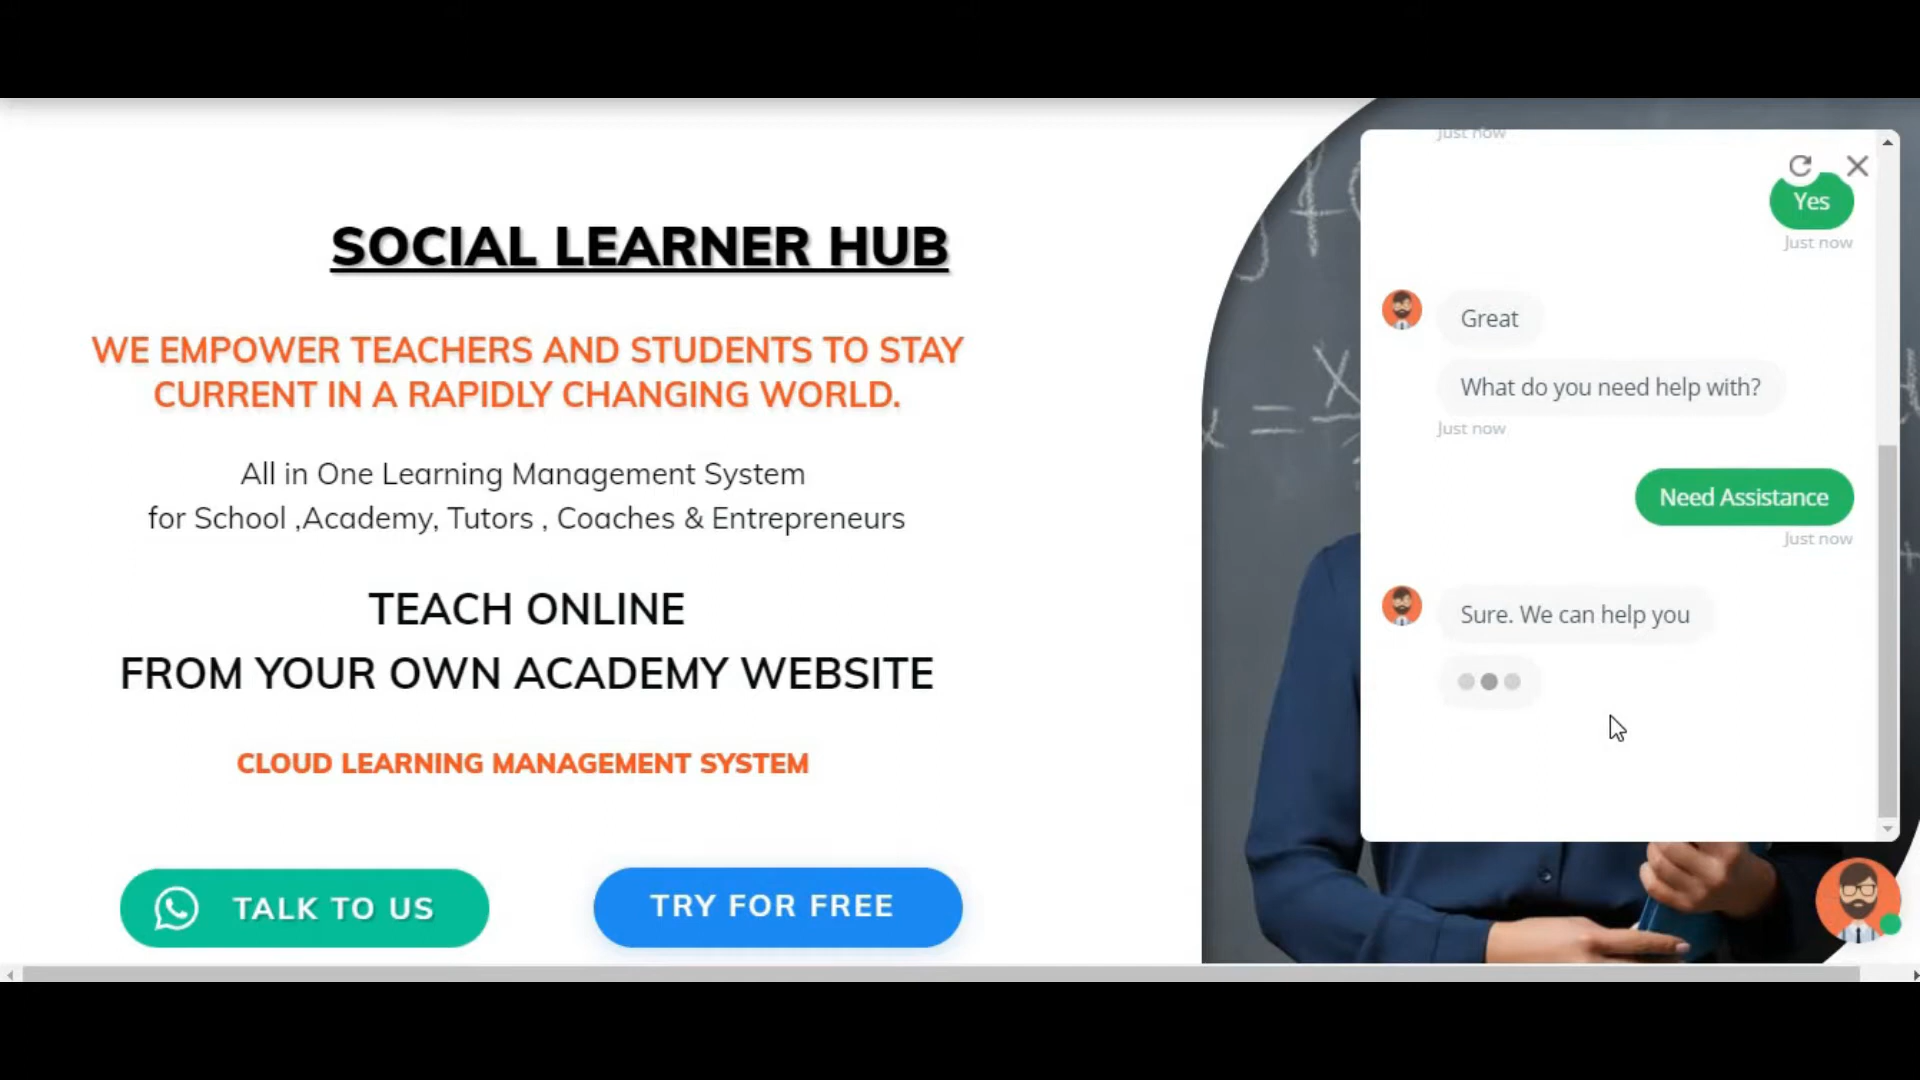 SOCIAL LEARNER HUB
WE EMPOWER TEACHERS AND STUDENTS TO STAY
CURRENT IN A RAPIDLY CHANGING WORLD.
All in One Learning Management System
for School ,Academy, Tutors , Coaches & Entrepreneurs
TEACH ONLINE
FROM YOUR OWN ACADEMY WEBSITE
CLOUD LEARNING MANAGEMENT SYSTEM
TALK TO US
TRY FOR FREE
Just now
Yes
Just now
Great
What do you need help with?
Just now
Need Assistance
Just now
Sure. We can help you